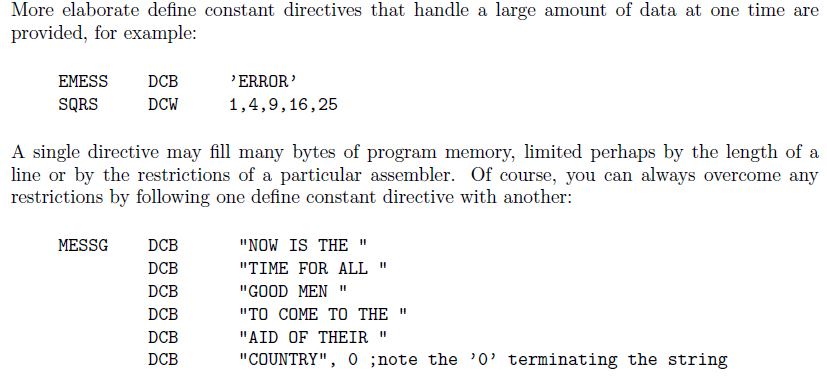 More elaborate define constant directives that handle a large amount of data at one time are
provided, for example:
EMESS DCB ’ERROR’
SQRS DCW 1,4,9,16,25
A single directive may fill many bytes of program memory, limited perhaps by the length of a
line or by the restrictions of a particular assembler. Of course, you can always overcome any
restrictions by following one define constant directive with another:
MESSG DCB "NOW IS THE "
DCB "TIME FOR ALL "
DCB "GOOD MEN "
DCB "TO COME TO THE "
DCB "AID OF THEIR "
DCB "COUNTRY", 0 ;note the ’0’ terminating the string